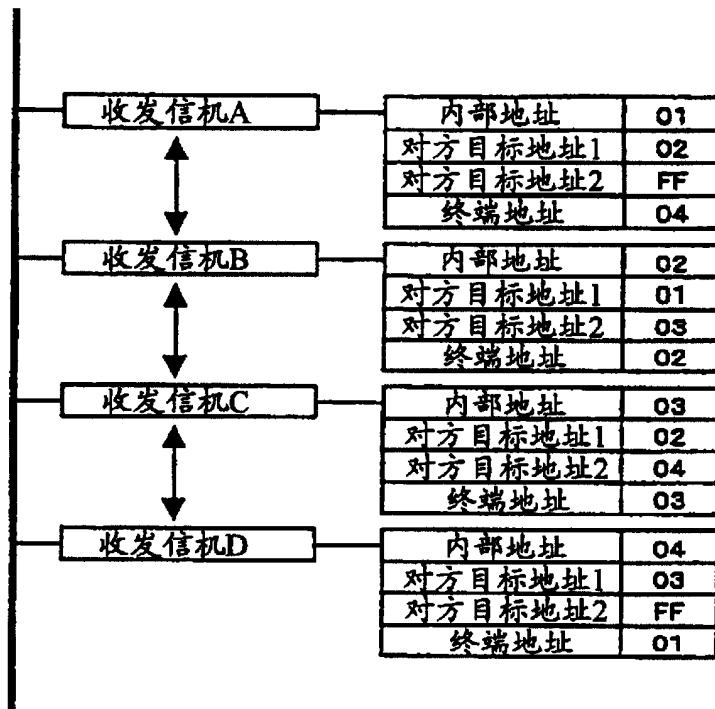 收发信机A 内部地址 01
对方目标地址1 02
对方目标地址2 FF
终端地址 04
收发信机B 内部地址 02
对方目标地址1 01
对方目标地址2 03
终端地址 02
收发信机C 内部地址 03
对方目标地址1 02
对方目标地址2 04
终端地址 03
收发信机D 内部地址 04
对方目标地址1 03
对方目标地址2 FF
终端地址 01